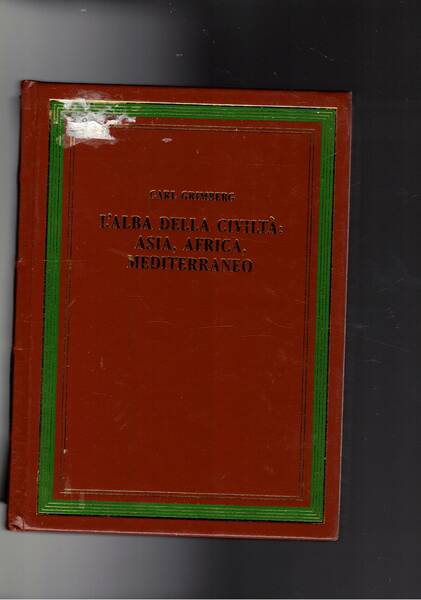 CARL GRIMBERG
L'ALBA DELLA CIVILTÀ:
ASIA, AFRICA,
MEDITERRANEO